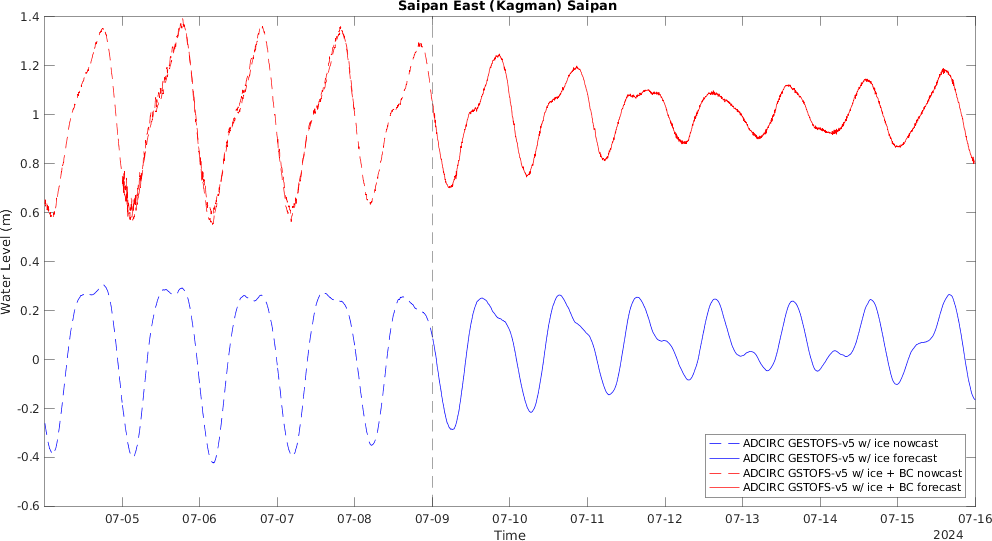 Saipan East (Kagman) Saipan
1.4
1.2
1
0.8
0.6
0.4
0.2
0
-0.2
-0.4
-0.6
Water Level (m)
ADCIRC GESTOFS-v5 w/ ice nowcast
ADCIRC GESTOFS-v5 w/ ice forecast
ADCIRC GSTOFS-v5 w/ ice + BC nowcast
ADCIRC GSTOFS-v5 w/ ice + BC forecast
07-05 07-06 07-07 07-08 07-09 07-10 07-11 07-12 07-13 07-14 07-15 07-16
Time
2024